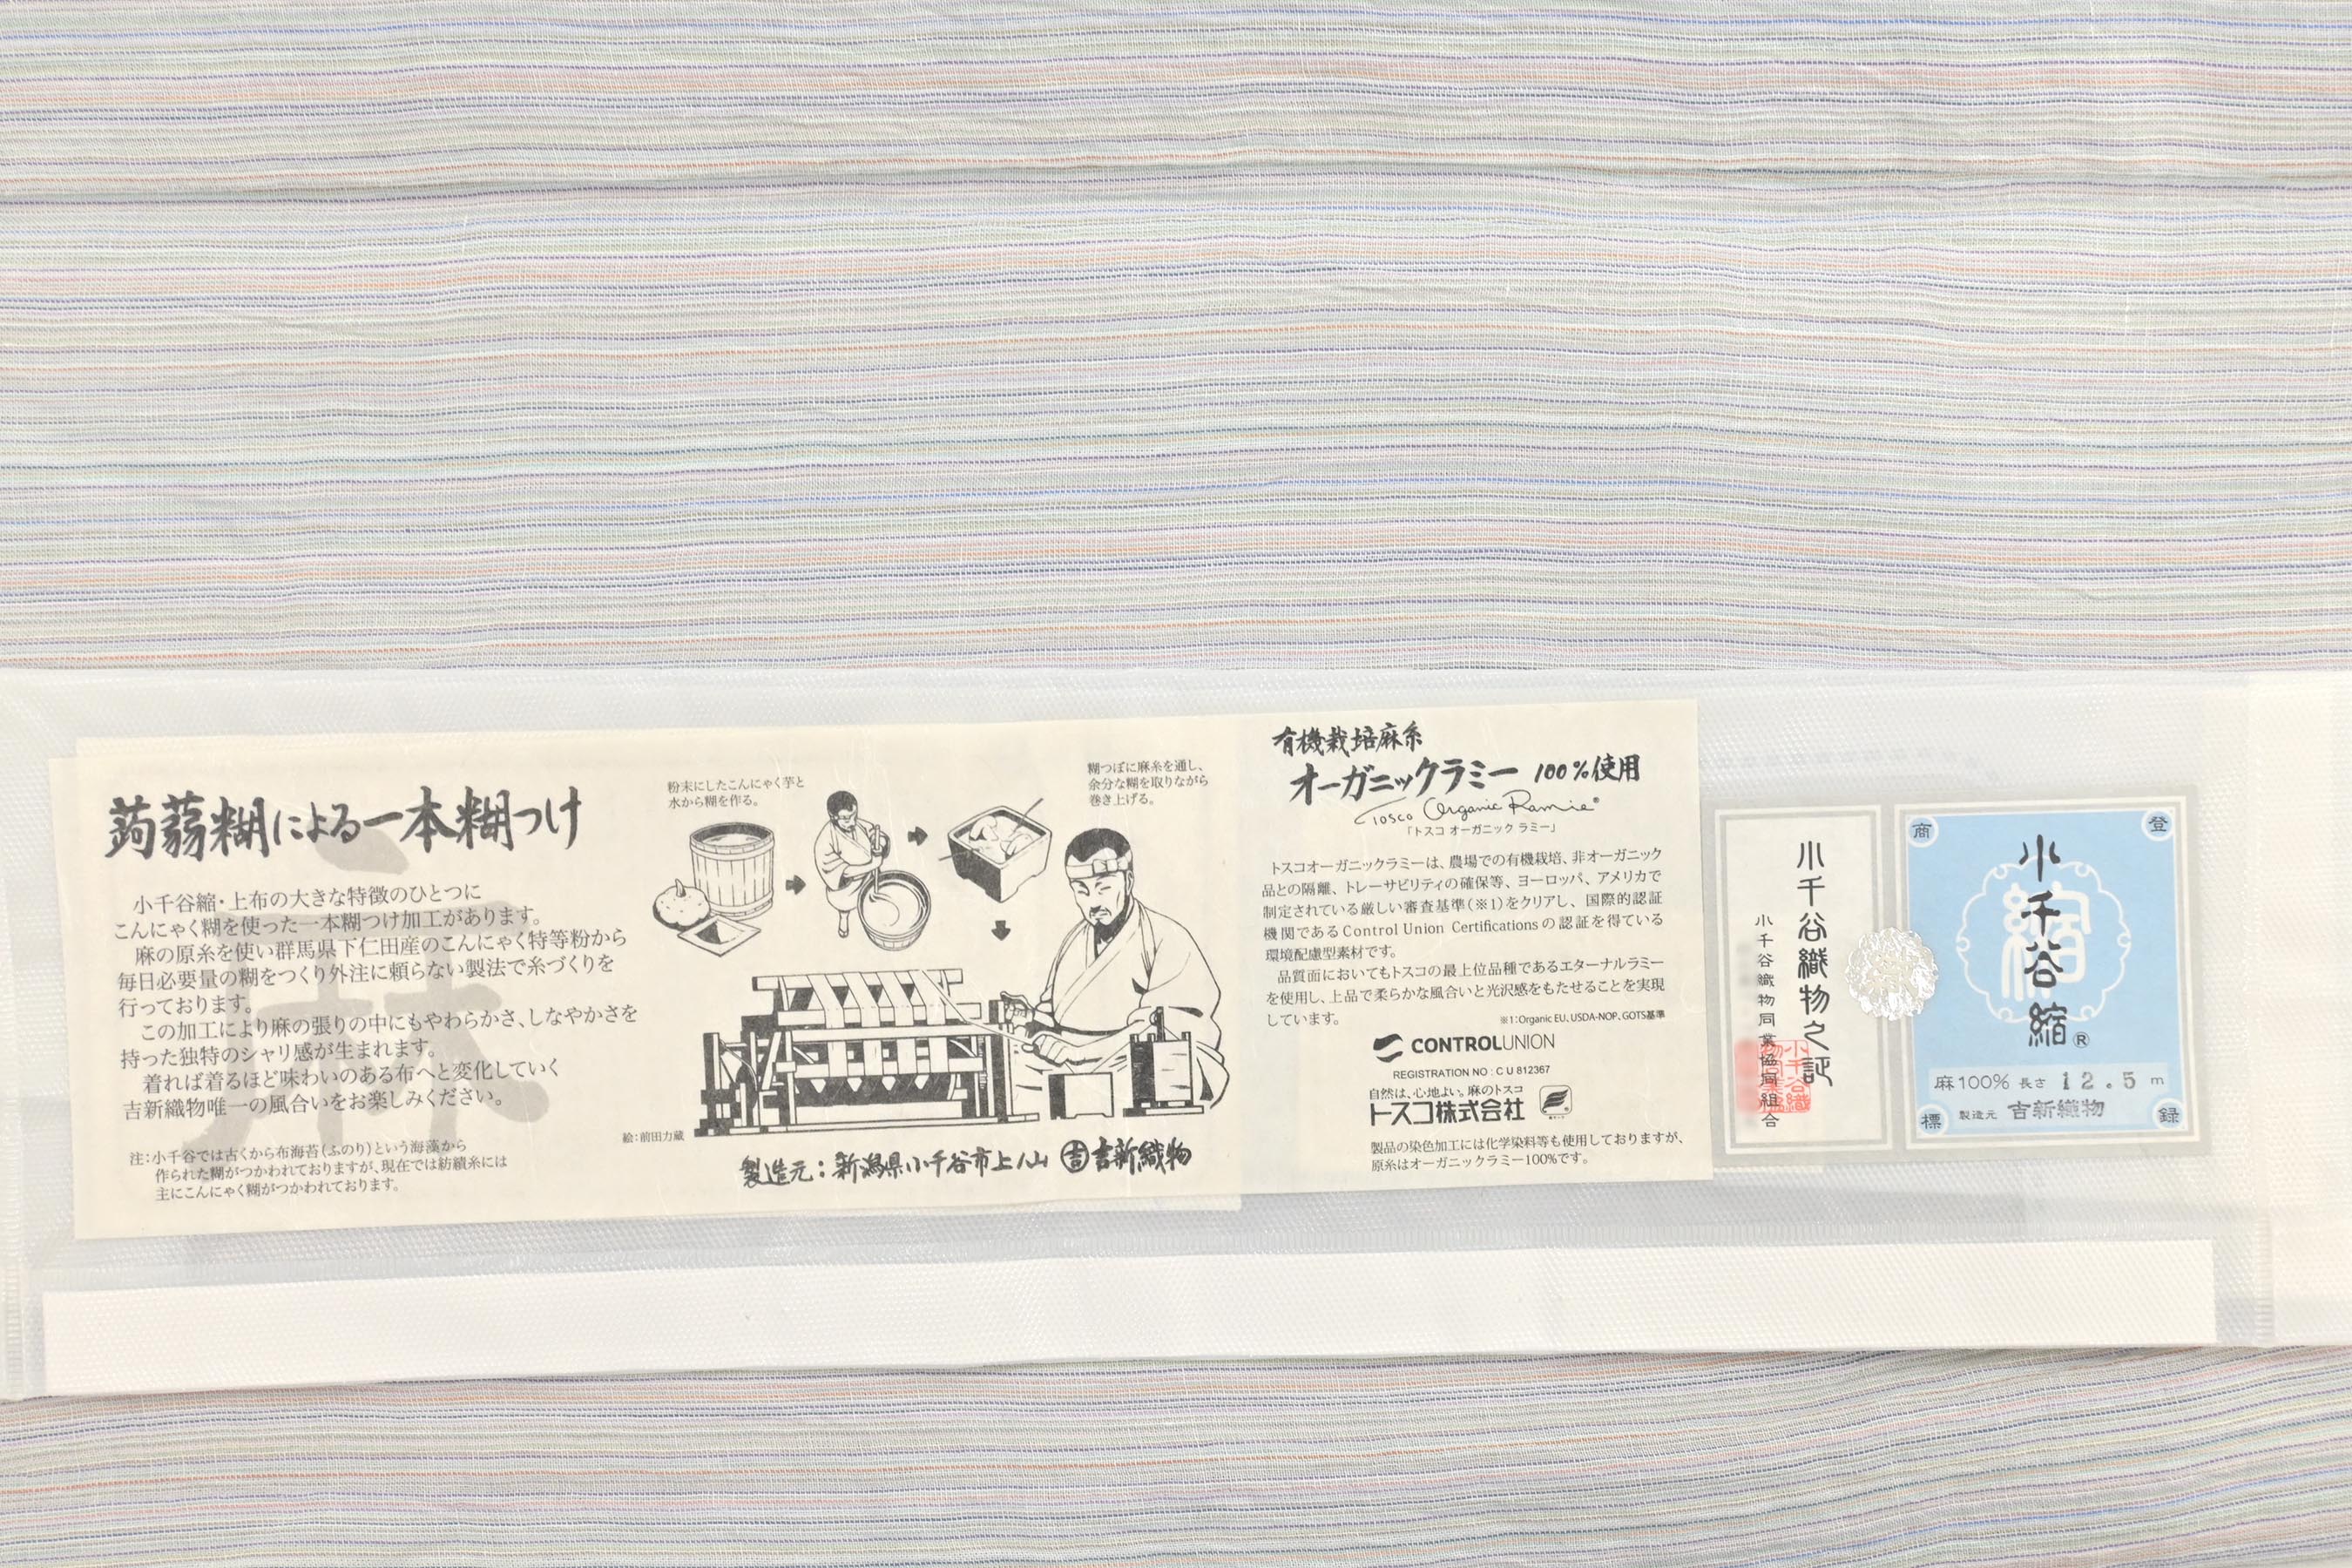 蒟蒻糊による一本糊つけ
小千谷縮・上布の大きな特徴のひとつに
こんにゃく糊を使った一本糊つけ加工があります。
麻の原糸を使い群馬県下仁田産のこんにゃく特等粉から
毎日必要量の糊をつくり外注に頼らない製法で糸づくりを
行っております。
この加工により麻の張りの中にもやわらかさ、しなやかさを
持った独特のシャリ感が生まれます。
着れば着るほど味わいのある布へと変化していく
吉新織物唯一の風合いをお楽しみください。
注:小千谷では古くから布海苔(ふのり)という海藻から
作られた糊がつかわれておりますが、現在では紡績糸には
主にこんにゃく糊がつかわれております。
麻
粉末にしたこんにゃく芋と
水から糊を作る。
糊つぼに麻糸を通し、
余分な糊を取りながら
巻き上げる。
絵:前田力蔵
製造元:新潟県小千谷市上ノ山 吉 吉新織物
有機栽培麻糸
オーガニックラミー 100%使用
Tosco Organic Ramie®
「トスコ オーガニック ラミー」
トスコオーガニックラミーは、農場での有機栽培、非オーガニック
品との隔離、トレーサビリティの確保等、ヨーロッパ、アメリカで
制定されている厳しい審査基準(※1)をクリアし、国際的認証
機関であるControl Union Certificationsの認証を得ている
環境配慮型素材です。
品質面においてもトスコの最上位品種であるエターナルラミー
を使用し、上品で柔らかな風合いと光沢感をもたせることを実現
しています。
※1:Organic EU、USDA-NOP、GOTS基準
CONTROLUNION
REGISTRATION NO : C U 812367
自然は、心地よい。麻のトスコ
トスコ株式会社
製品の染色加工には化学染料等も使用しておりますが、
原糸はオーガニックラミー100%です。
小千谷織物之証
小千谷織物同業協同組合
商
登
標
録
縮
小千谷縮®
麻100% 長さ 12.5 m
製造元 吉新織物